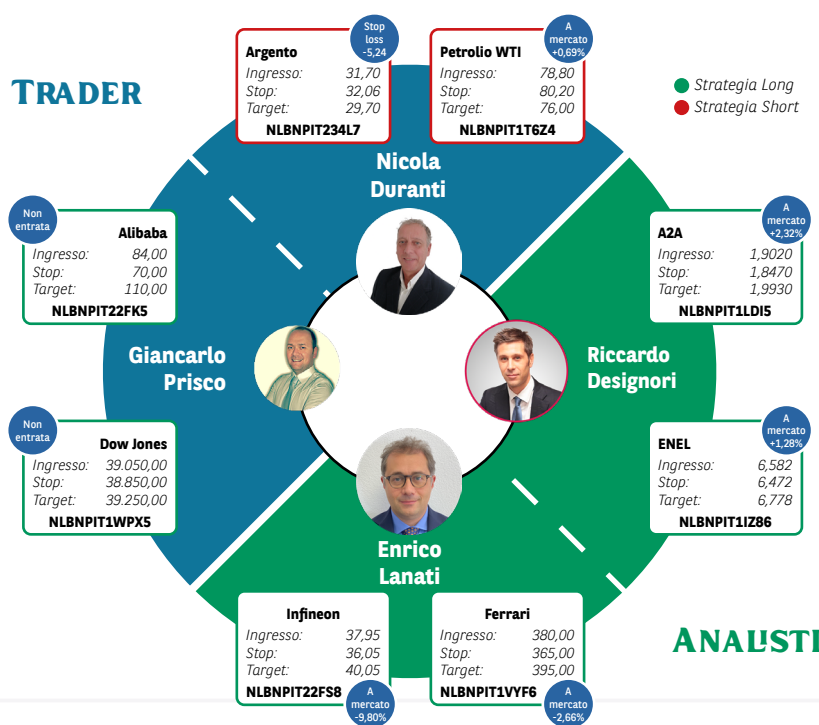 TRADER
Argento
Ingresso: 31,70
Stop: 32,06
Target: 29,70
NLBNPIT234L7
Stop
loss
-5,24
Petrolio WTI
Ingresso: 78,80
Stop: 80,20
Target: 76,00
NLBNPIT1T6Z4
A
mercato
+0,69%
Strategia Long
Strategia Short
Nicola
Duranti
Non
entrata
Alibaba
Ingresso: 84,00
Stop: 70,00
Target: 110,00
NLBNPIT22FK5
A2A
Ingresso: 1,9020
Stop: 1,8470
Target: 1,9930
NLBNPIT1LDI5
A
mercato
+2,32%
Giancarlo
Prisco
Riccardo
Designori
Non
entrata
Dow Jones
Ingresso: 39.050,00
Stop: 38.850,00
Target: 39.250,00
NLBNPIT1WPX5
ENEL
Ingresso: 6,582
Stop: 6,472
Target: 6,778
NLBNPIT1IZ86
A
mercato
+1,28%
Enrico
Lanati
Infineon
Ingresso: 37,95
Stop: 36,05
Target: 40,05
NLBNPIT22FS8
A
mercato
-9,80%
Ferrari
Ingresso: 380,00
Stop: 365,00
Target: 395,00
NLBNPIT1VYF6
A
mercato
-2,66%
ANALISTI